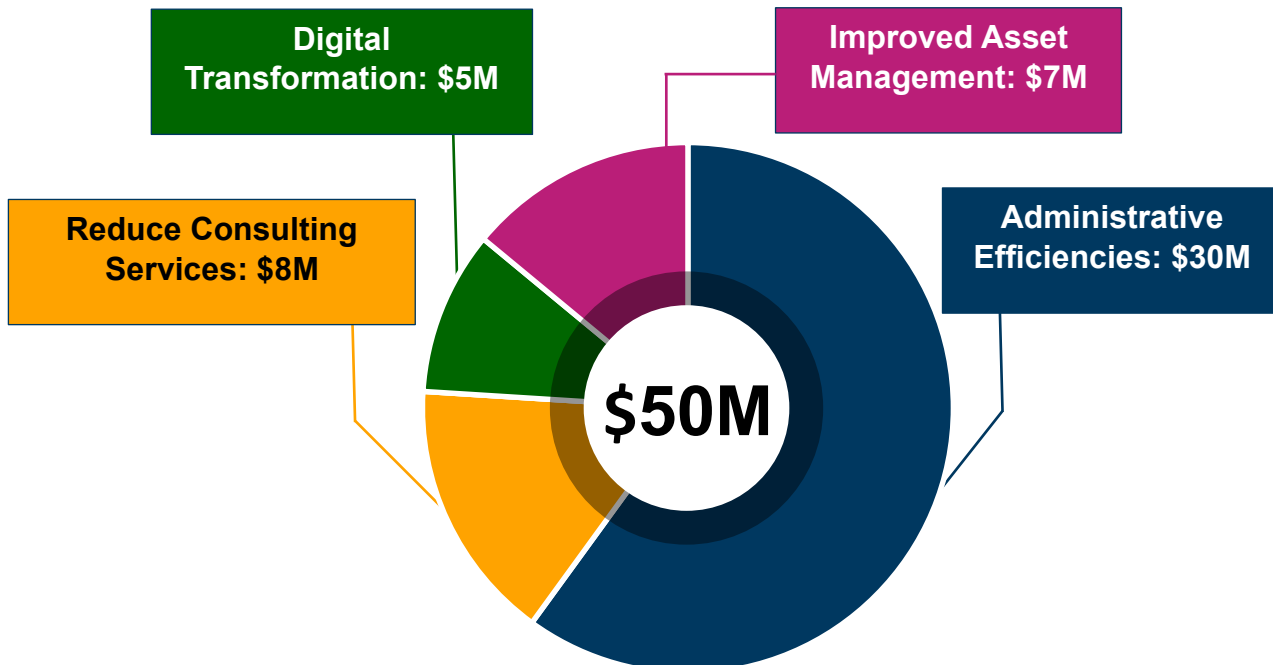 Digital
Transformation: $5M
Improved Asset
Management: $7M
Reduce Consulting
Services: $8M
Administrative
Efficiencies: $30M
$50M